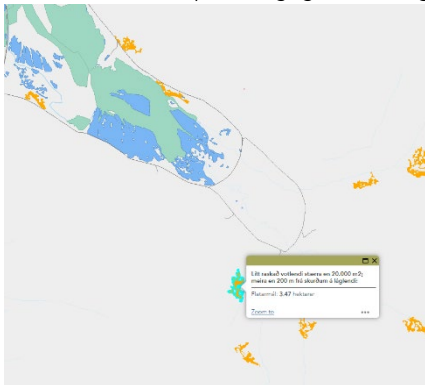 Lítt raskað votlendi stærra en 20.000 m2;
meira en 200 m frá skurðum á láglendi:
Flatarmál: 3.47 hektarar
Zoom to